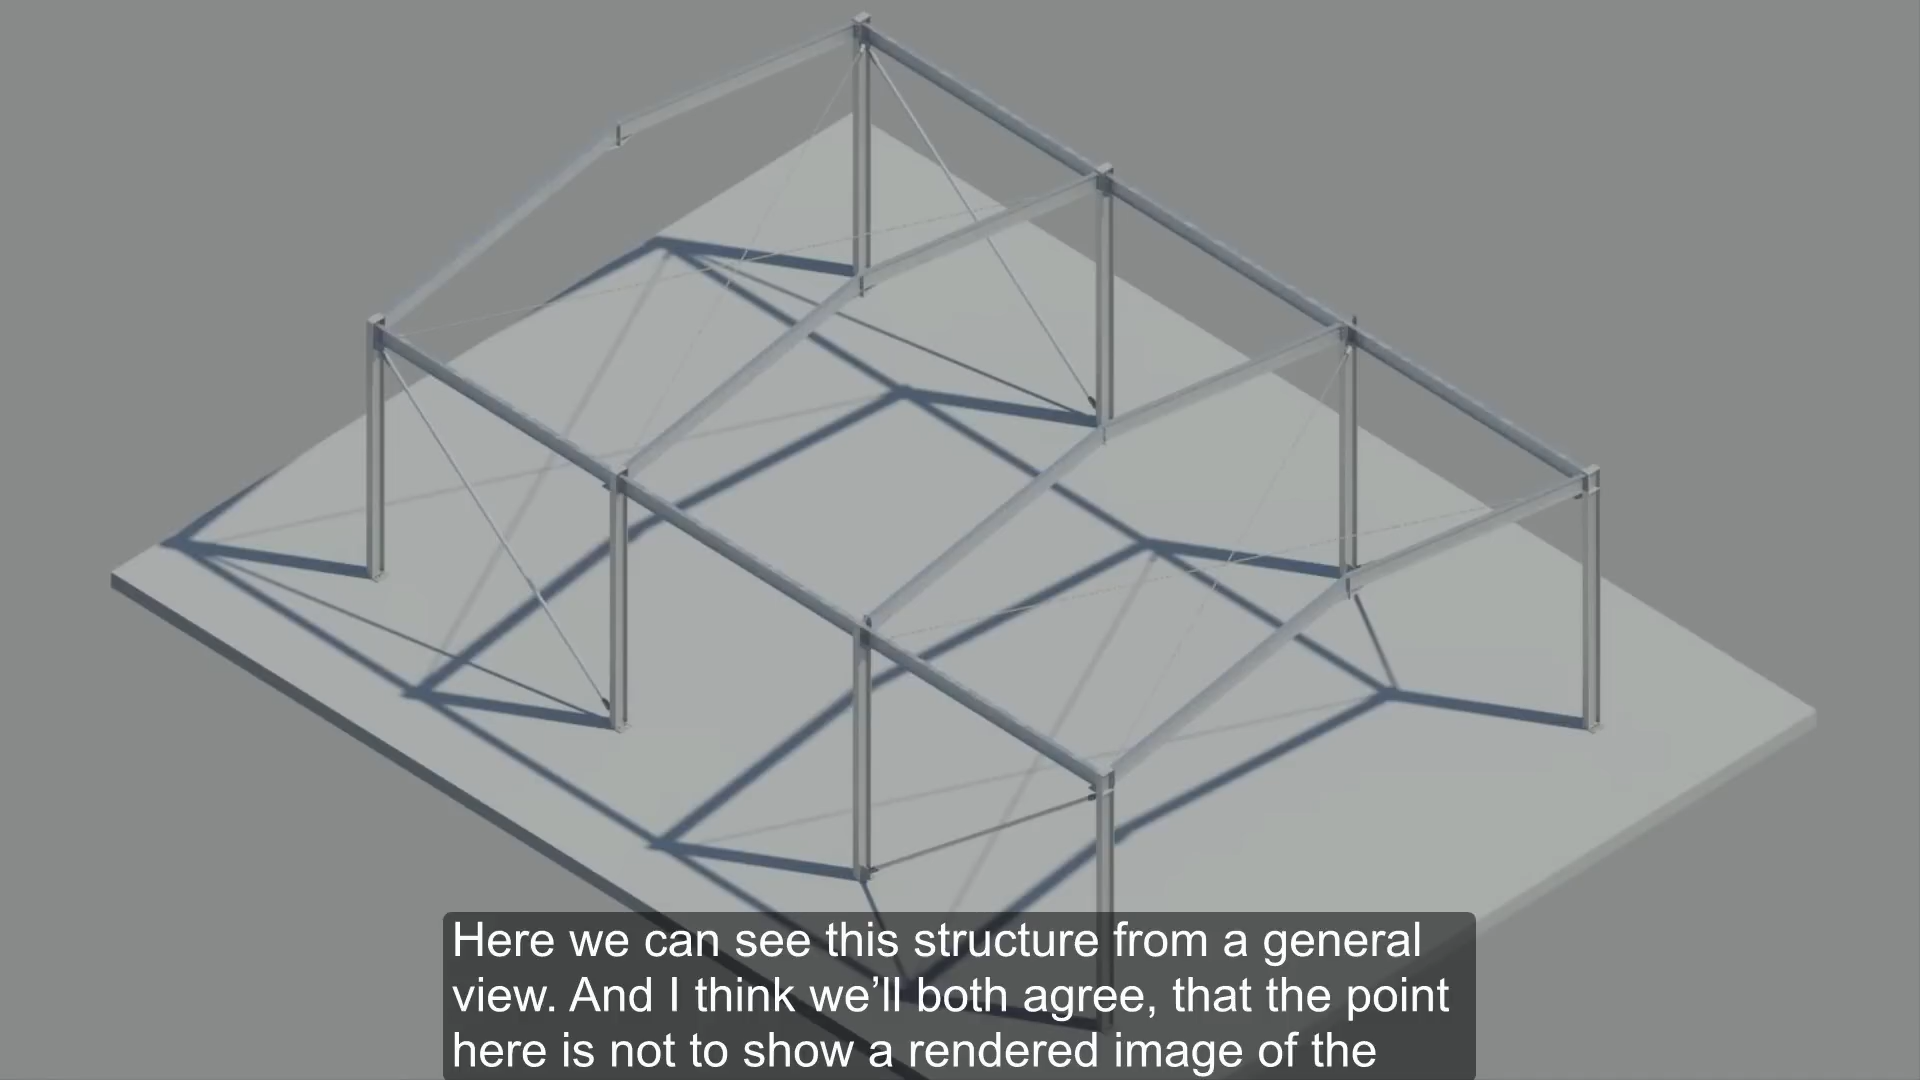 Here we can see this structure from a general
view. And I think we’ll both agree, that the point
here is not to show a rendered image of the